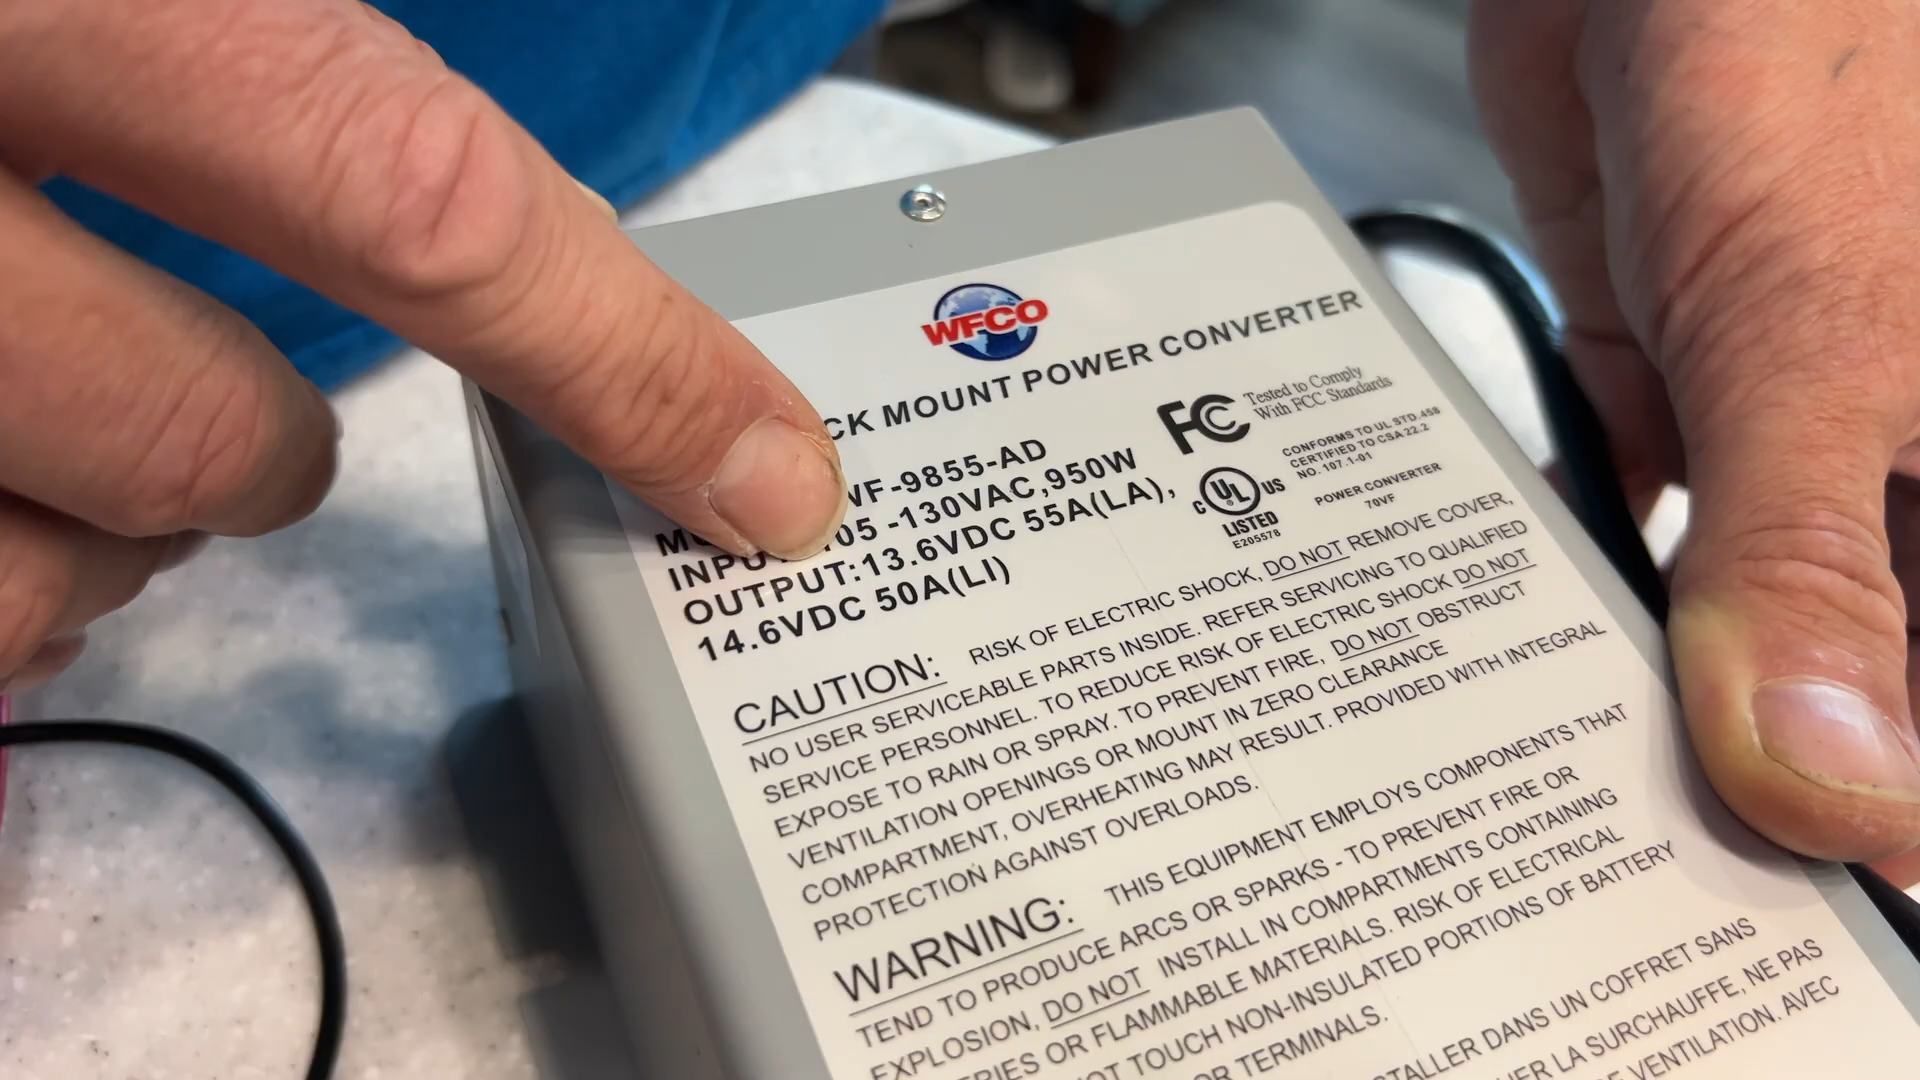 WFCO
CK MOUNT POWER CONVERTER
FC Tested to Comply
With FCC Standards
WF-9855-AD
INPUT 105 -130VAC,950W
OUTPUT:13.6VDC 55A(LA),
14.6VDC 50A(LI)
CONFORMS TO UL STD.458
CERTIFIED TO CSA 22.2
NO. 107.1-01
POWER CONVERTER
70VF
C UL US
LISTED
E205578
CAUTION: RISK OF ELECTRIC SHOCK, DO NOT REMOVE COVER,
NO USER SERVICEABLE PARTS INSIDE. REFER SERVICING TO QUALIFIED
SERVICE PERSONNEL. TO REDUCE RISK OF ELECTRIC SHOCK DO NOT
EXPOSE TO RAIN OR SPRAY. TO PREVENT FIRE, DO NOT OBSTRUCT
VENTILATION OPENINGS OR MOUNT IN ZERO CLEARANCE
COMPARTMENT, OVERHEATING MAY RESULT. PROVIDED WITH INTEGRAL
PROTECTION AGAINST OVERLOADS.
WARNING: THIS EQUIPMENT EMPLOYS COMPONENTS THAT
TEND TO PRODUCE ARCS OR SPARKS - TO PREVENT FIRE OR
EXPLOSION, DO NOT INSTALL IN COMPARTMENTS CONTAINING
OR FLAMMABLE MATERIALS. RISK OF ELECTRICAL
TOUCH NON-INSULATED PORTIONS OF BATTERY
OR TERMINALS.
DANS UN COFFRET SANS
LA SURCHAUFFE, NE PAS
VENTILATION. AVEC